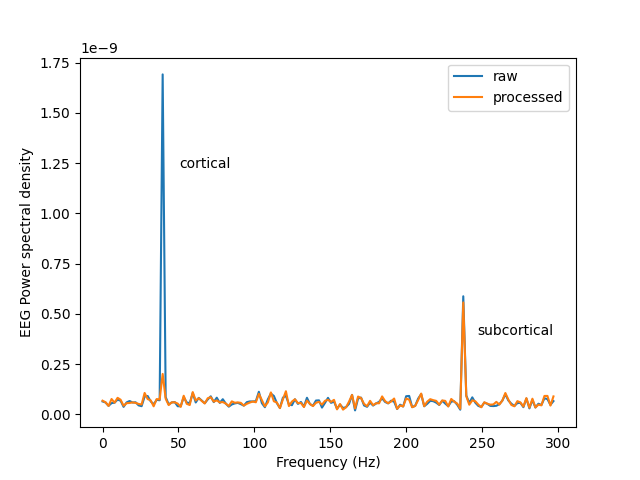 1e−9
raw
processed
cortical
subcortical
EEG Power spectral density
1.75
1.50
1.25
1.00
0.75
0.50
0.25
0.00
0 50 100 150 200 250 300
Frequency (Hz)